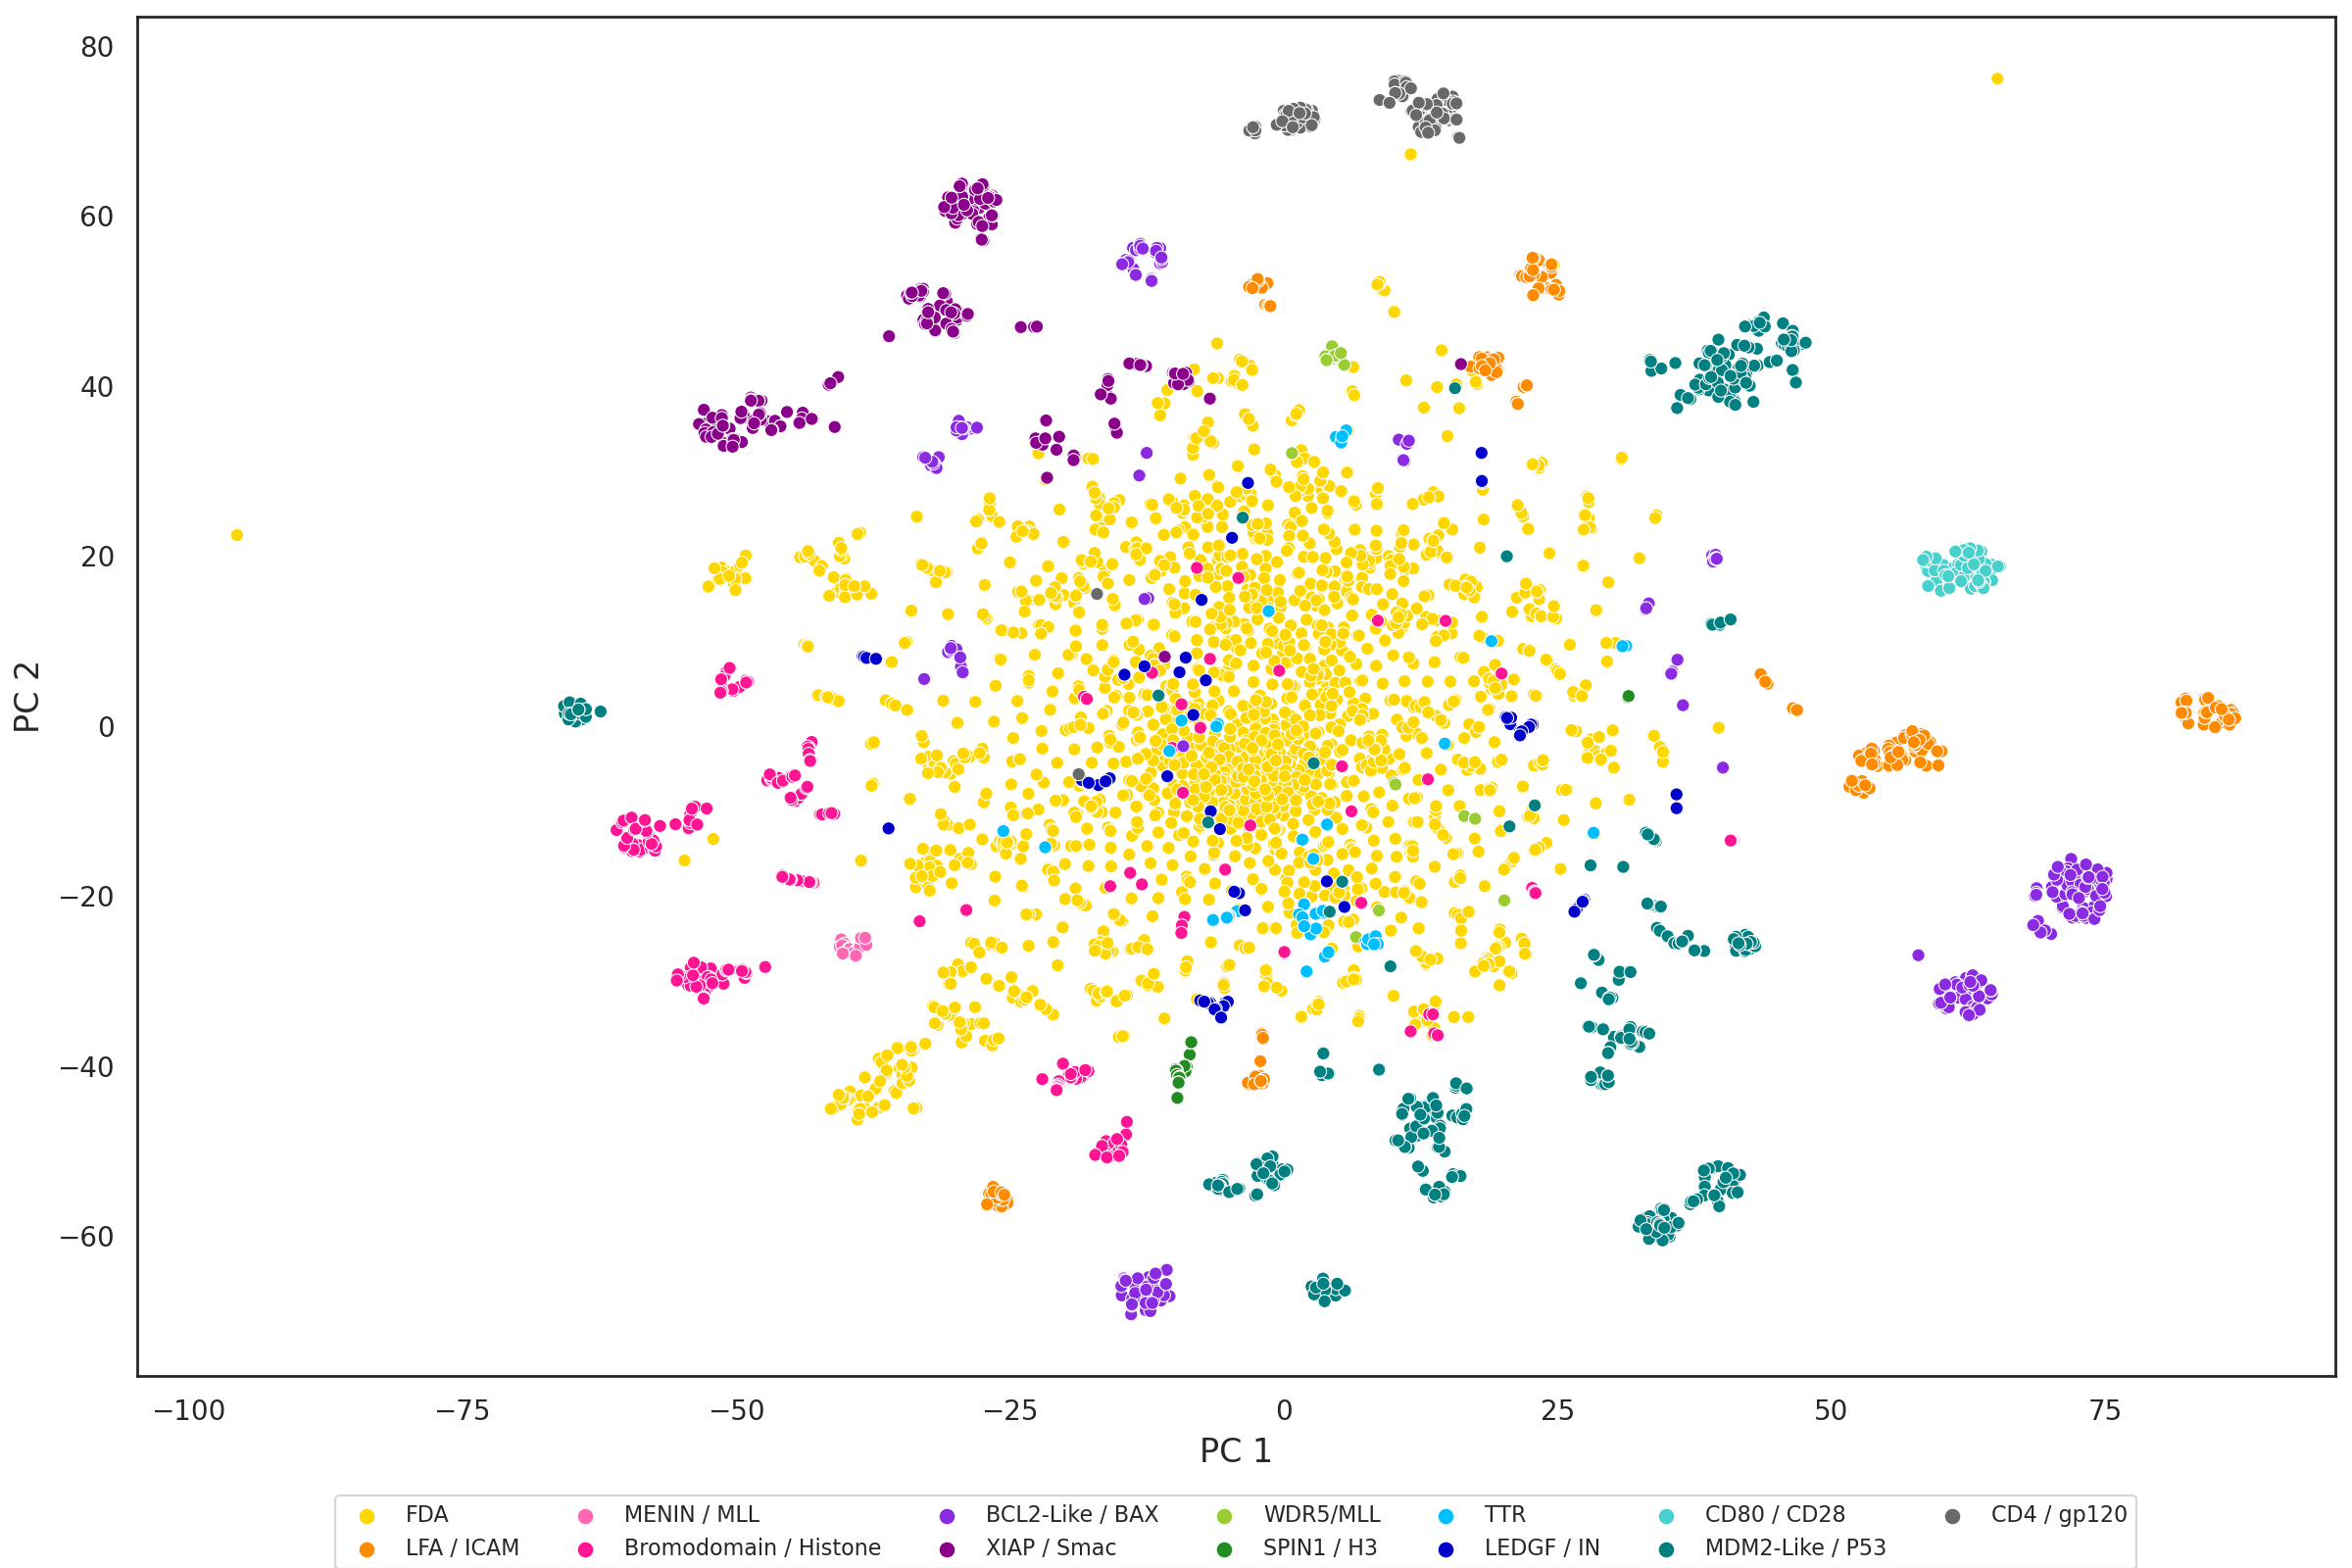 80
60
40
20
0
−20
−40
−60
PC 2
−100 −75 −50 −25 0 25 50 75
PC 1
FDA MENIN / MLL BCL2-Like / BAX WDR5/MLL TTR CD80 / CD28 CD4 / gp120
LFA / ICAM Bromodomain / Histone XIAP / Smac SPIN1 / H3 LEDGF / IN MDM2-Like / P53